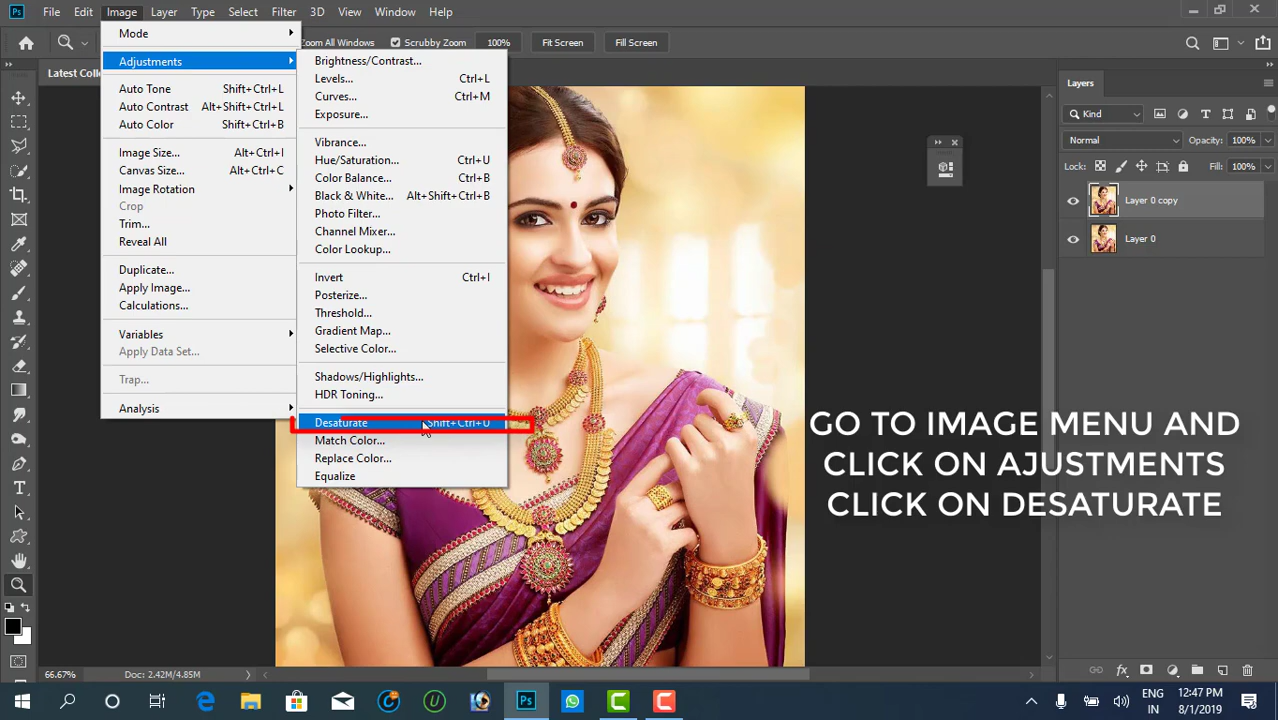 Ps File Edit Image Layer Type Select Filter 3D View Window Help
Zoom All Windows Scrubby Zoom 100% Fit Screen Fill Screen
Latest Colle
Mode
Adjustments
Auto Tone Shift+Ctrl+L
Auto Contrast Alt+Shift+Ctrl+L
Auto Color Shift+Ctrl+B
Image Size... Alt+Ctrl+I
Canvas Size... Alt+Ctrl+C
Image Rotation
Crop
Trim...
Reveal All
Duplicate...
Apply Image...
Calculations...
Variables
Apply Data Set...
Trap...
Analysis
Brightness/Contrast...
Levels... Ctrl+L
Curves... Ctrl+M
Exposure...
Vibrance...
Hue/Saturation... Ctrl+U
Color Balance... Ctrl+B
Black & White... Alt+Shift+Ctrl+B
Photo Filter...
Channel Mixer...
Color Lookup...
Invert Ctrl+I
Posterize...
Threshold...
Gradient Map...
Selective Color...
Shadows/Highlights...
HDR Toning...
Desaturate Shift+Ctrl+U
Match Color...
Replace Color...
Equalize
Layers
Kind
Normal Opacity: 100%
Lock: Fill: 100%
Layer 0 copy
Layer 0
GO TO IMAGE MENU AND
CLICK ON AJUSTMENTS
CLICK ON DESATURATE
66.67% Doc: 2.42M/4.85M
Ps
ENG 12:47 PM
IN 8/1/2019